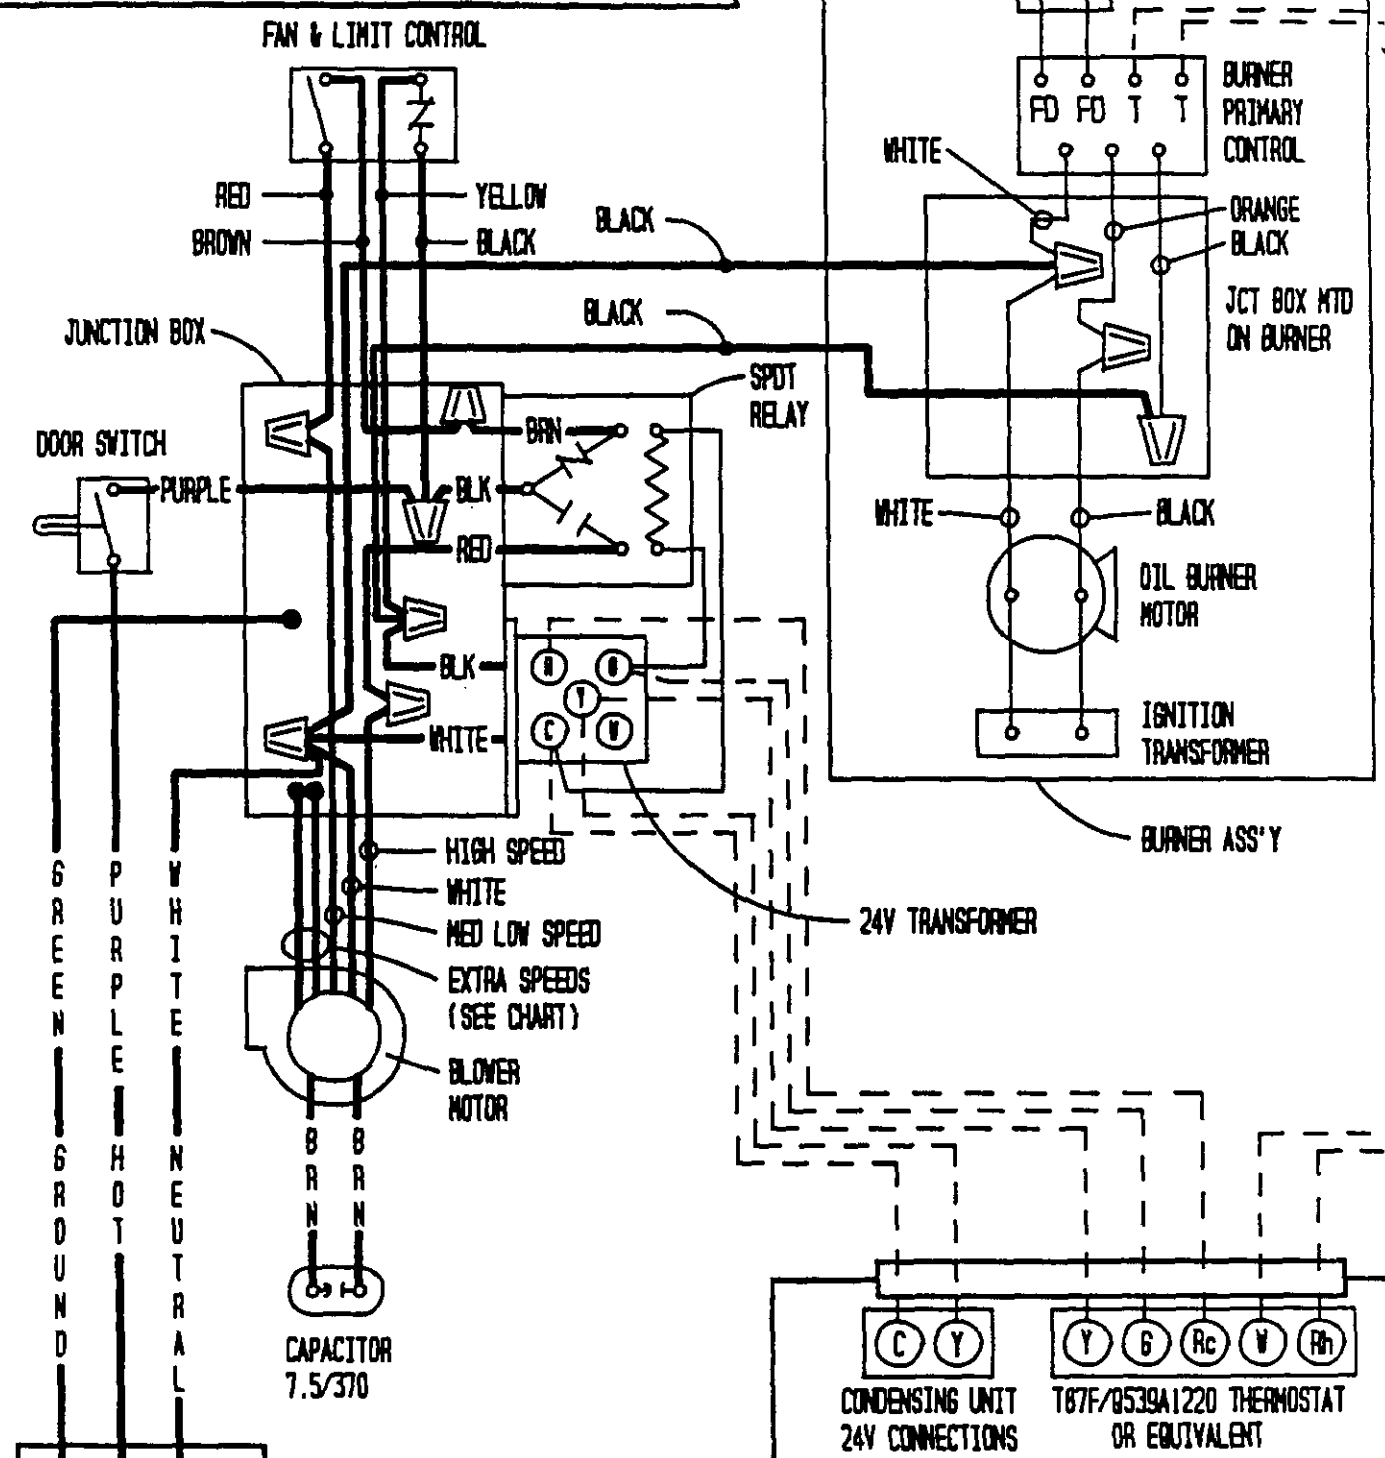 FAN & LIMIT CONTROL
RED
BROWN
YELLOW
BLACK
BLACK
BLACK
JUNCTION BOX
DOOR SWITCH
PURPLE
BRN
BLK
RED
BLK
WHITE
SPDT
RELAY
R
G
Y
C
W
24V TRANSFORMER
FD FD T T
BURNER
PRIMARY
CONTROL
WHITE
ORANGE
BLACK
JCT BOX MTD
ON BURNER
WHITE
BLACK
OIL BURNER
MOTOR
IGNITION
TRANSFORMER
BURNER ASS'Y
HIGH SPEED
WHITE
MED LOW SPEED
EXTRA SPEEDS
(SEE CHART)
BLOWER
MOTOR
GREEN GROUND
PURPLE HOT
WHITE NEUTRAL
BRN
BRN
CAPACITOR
7.5/370
C Y
CONDENSING UNIT
24V CONNECTIONS
Y G Rc W Rh
T87F/Q539A1220 THERMOSTAT
OR EQUIVALENT